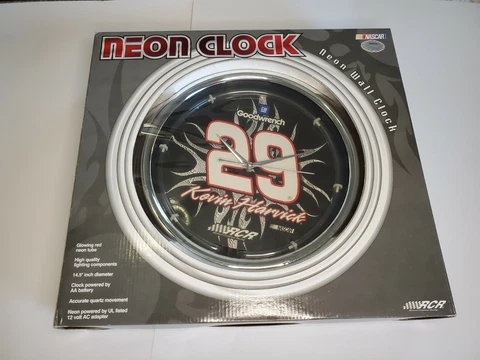 NEON CLOCK
NASCAR
Neon Wall Clock
GM
Goodwrench
29
Kevin Harvick
RCR
Glowing red
neon tube
High quality
lighting components
14.5" inch diameter
Clock powered by
AA battery
Accurate quartz movement
Neon powered by UL listed
12 volt AC adapter
RCR